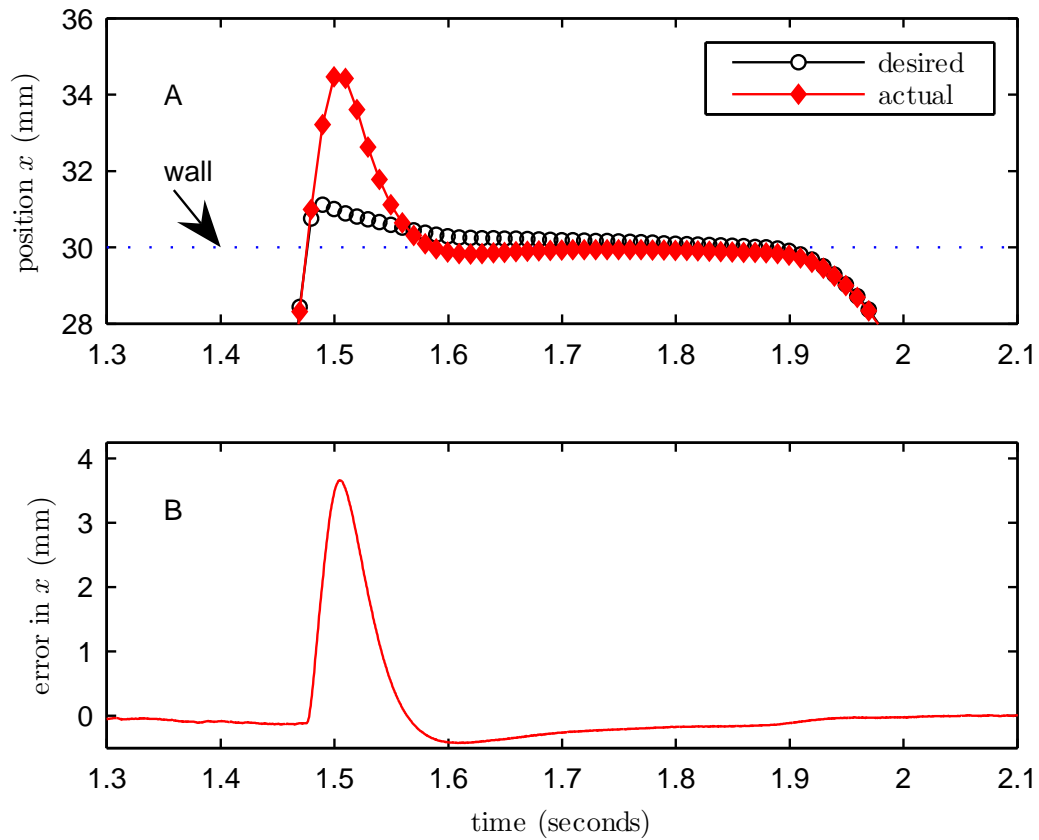 36
34
32
30
28
position x (mm)
A
wall
desired
actual
1.3 1.4 1.5 1.6 1.7 1.8 1.9 2 2.1
4
3
2
1
0
error in x (mm)
B
1.3 1.4 1.5 1.6 1.7 1.8 1.9 2 2.1
time (seconds)